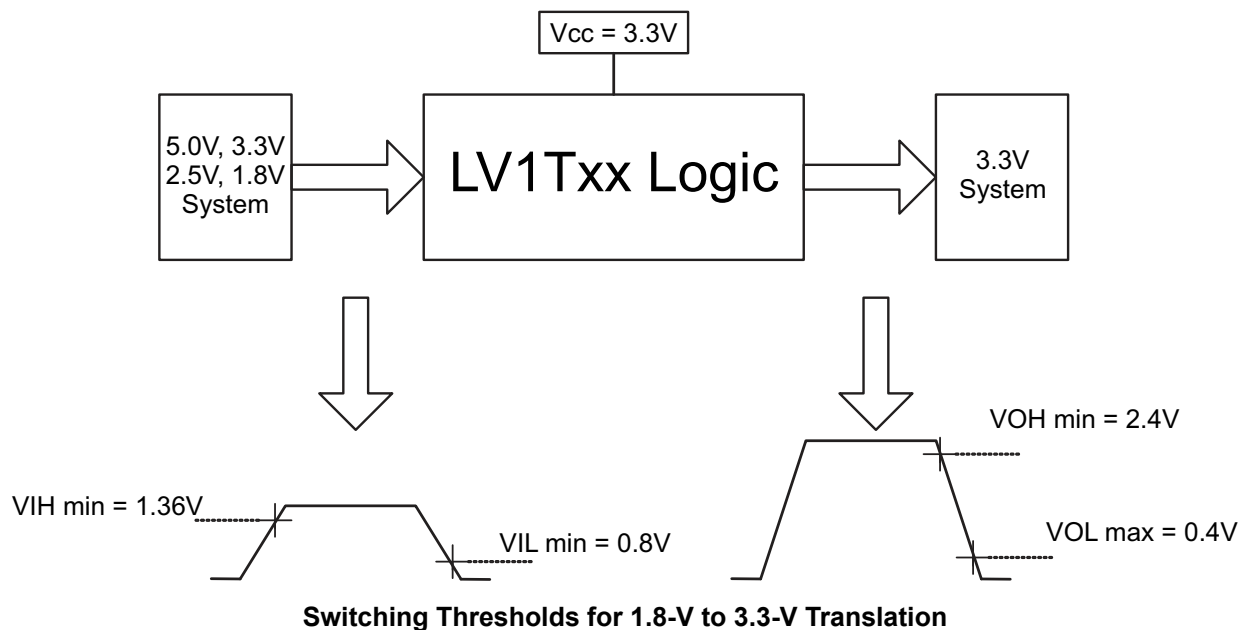 Vcc = 3.3V
5.0V, 3.3V
2.5V, 1.8V
System
LV1Txx Logic
3.3V
System
VOH min = 2.4V
VIH min = 1.36V
VIL min = 0.8V
VOL max = 0.4V
Switching Thresholds for 1.8-V to 3.3-V Translation